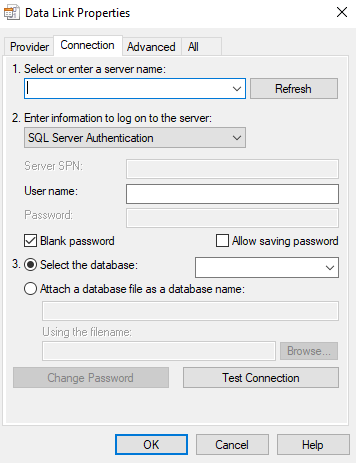 Data Link Properties
Provider Connection Advanced All
1. Select or enter a server name:
Refresh
2. Enter information to log on to the server:
SQL Server Authentication
Server SPN:
User name:
Password:
Blank password Allow saving password
3. Select the database:
Attach a database file as a database name:
Using the filename:
Browse...
Change Password Test Connection
OK Cancel Help